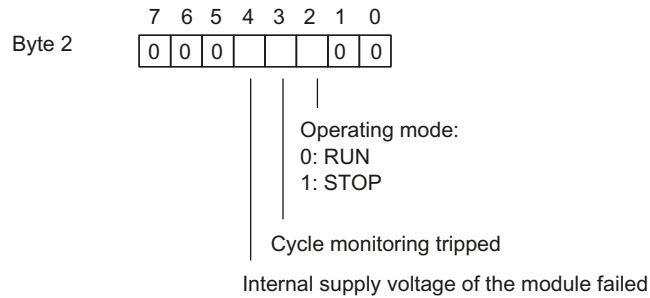 7 6 5 4 3 2 1 0
Byte 2 0 0 0 0 0
Operating mode:
0: RUN
1: STOP
Cycle monitoring tripped
Internal supply voltage of the module failed